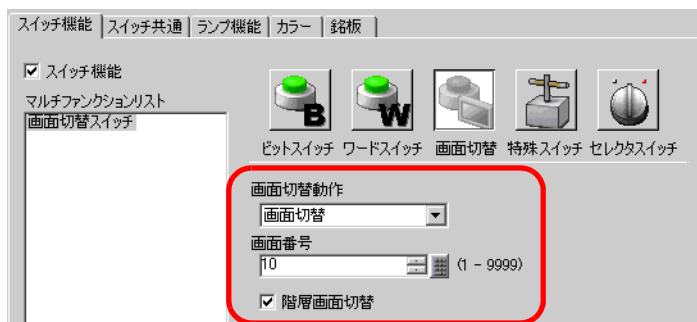 スイッチ機能 スイッチ共通 ランプ機能 カラー 銘板
スイッチ機能
マルチファンクションリスト
画面切替スイッチ
B W
ビットスイッチ ワードスイッチ 画面切替 特殊スイッチ セレクタスイッチ
画面切替動作
画面切替
画面番号
10 (1 - 9999)
階層画面切替